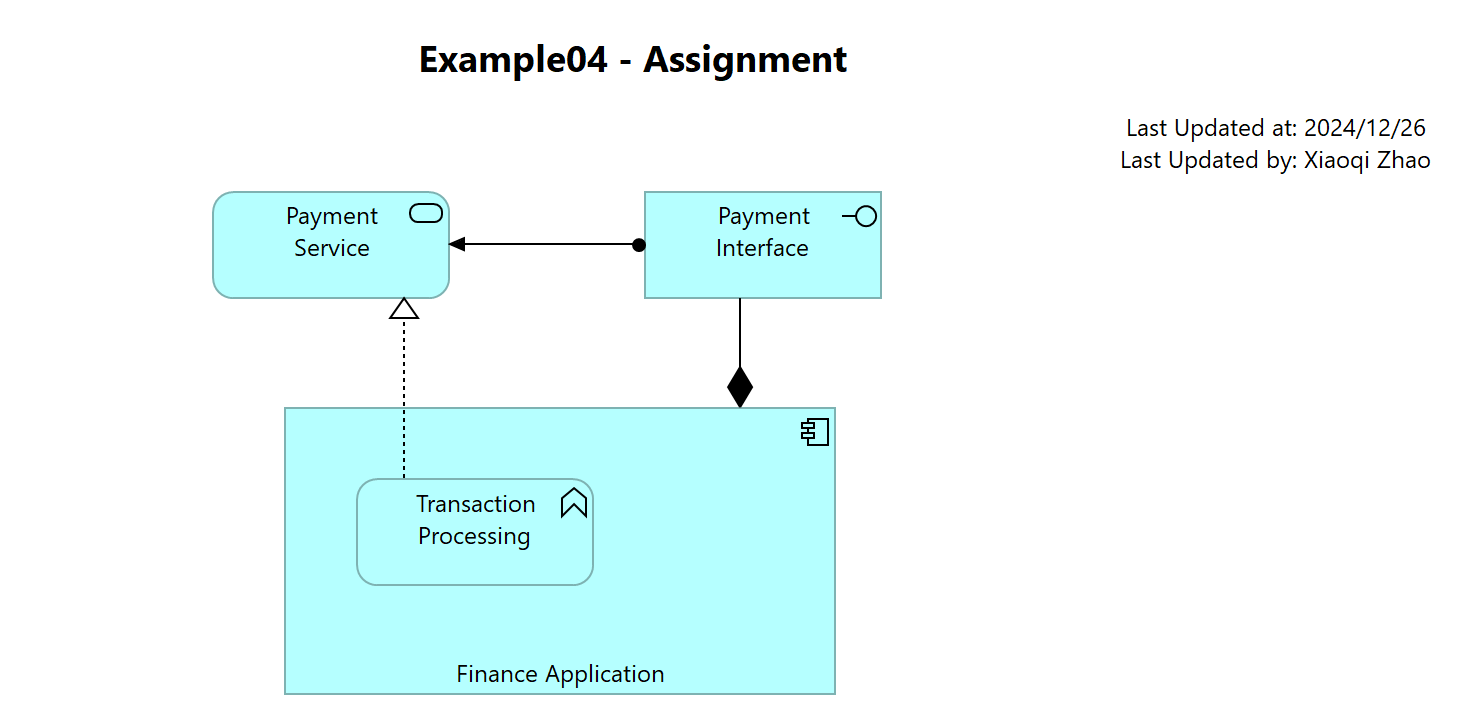 Example04 - Assignment
Last Updated at: 2024/12/26
Last Updated by: Xiaoqi Zhao
Payment
Service
Payment
Interface
Transaction
Processing
Finance Application